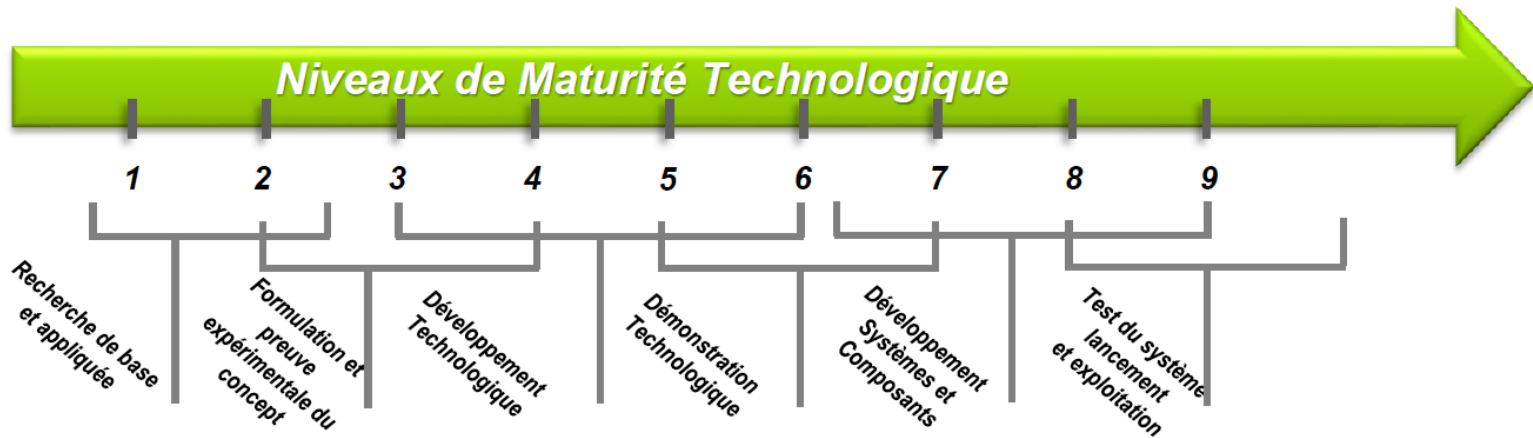 Niveaux de Maturité Technologique
1 2 3 4 5 6 7 8 9
Recherche de base
et appliquée
Formulation et
preuve
expérimentale du
concept
Développement
Technologique
Démonstration
Technologique
Développement
Systèmes et
Composants
Test du système
lancement
et exploitation